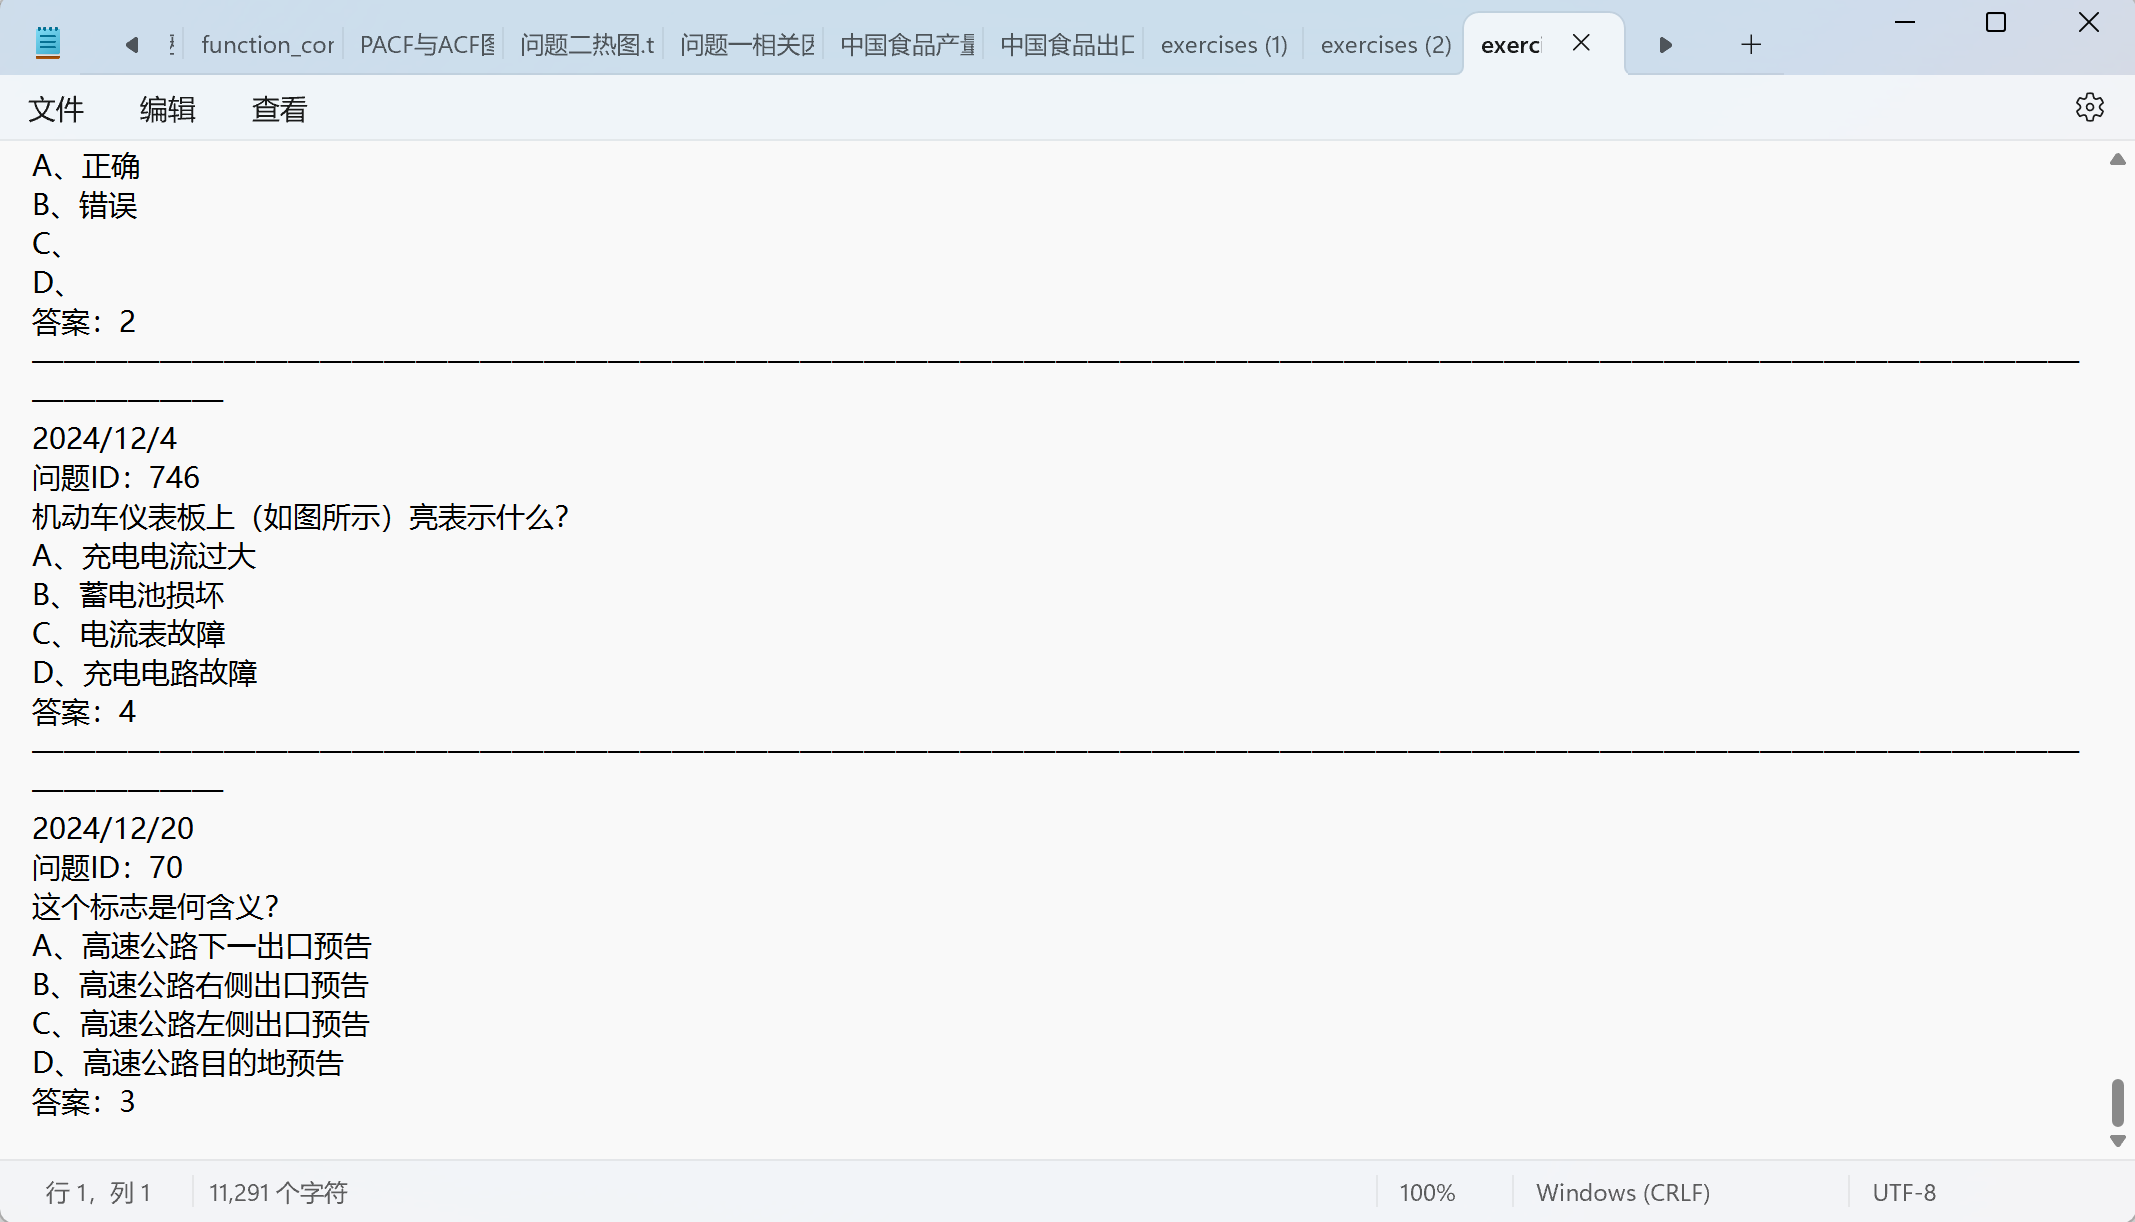 function_cor
PACF与ACF图
问题二热图.t
问题一相关因
中国食品产量
中国食品出口
exercises (1)
exercises (2)
exerci
文件 编辑 查看
A、正确
B、错误
C、
D、
答案：2
————————————————————————————————————————————————————————————————
——————
2024/12/4
问题ID：746
机动车仪表板上（如图所示）亮表示什么？
A、充电电流过大
B、蓄电池损坏
C、电流表故障
D、充电电路故障
答案：4
————————————————————————————————————————————————————————————————
——————
2024/12/20
问题ID：70
这个标志是何含义？
A、高速公路下一出口预告
B、高速公路右侧出口预告
C、高速公路左侧出口预告
D、高速公路目的地预告
答案：3
行 1，列 1 11,291 个字符 100% Windows (CRLF) UTF-8